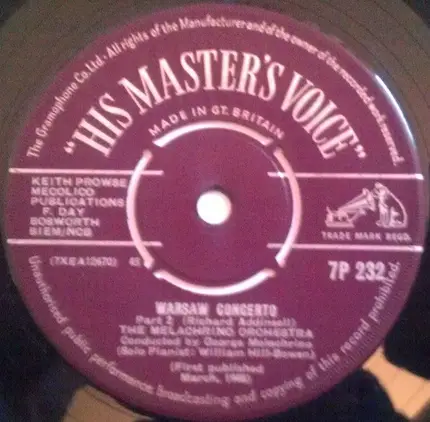 The Gramophone Co. Ltd. - All rights of the Manufacturer and of the owner of the recorded work reserved.
"HIS MASTER'S VOICE"
MADE IN GT. BRITAIN
KEITH PROWSE
MECOLICO
PUBLICATIONS
F. DAY
BOSWORTH
BIEM/NCB
TRADE MARK REGD.
(7XEA12670) 45
7P 232
WARSAW CONCERTO
Part 2 (Richard Addinsell)
THE MELACHRINO ORCHESTRA
Conducted by George Melachrino
(Solo Pianist: William Hill-Bowen)
(First published
March, 1960)
Unauthorised public performance, broadcasting and copying of this record prohibited.